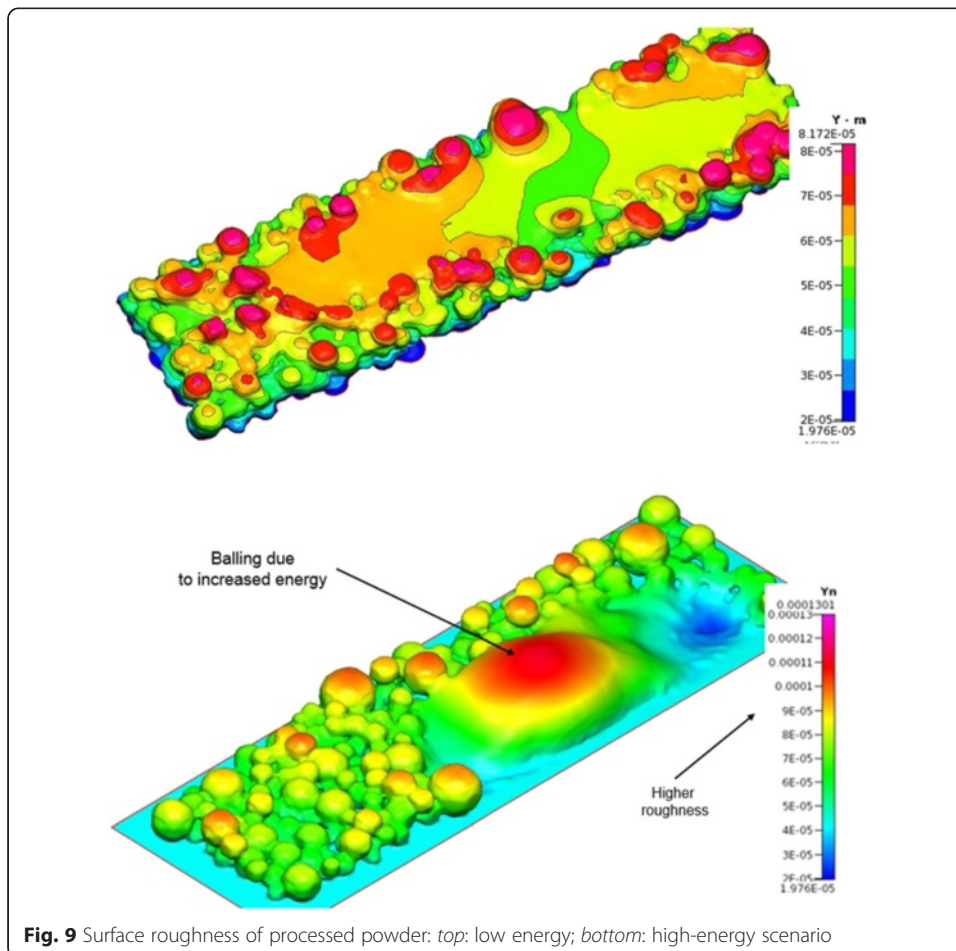 Y - m
8.172E-05
8E-05
7E-05
6E-05
5E-05
4E-05
3E-05
2E-05
1.976E-05
Balling due
to increased energy
Yn
0.0001301
0.00013
0.00012
0.00011
0.0001
9E-05
8E-05
7E-05
6E-05
5E-05
4E-05
3E-05
2E-05
1.976E-05
Higher
roughness
Fig. 9 Surface roughness of processed powder: top: low energy; bottom: high-energy scenario